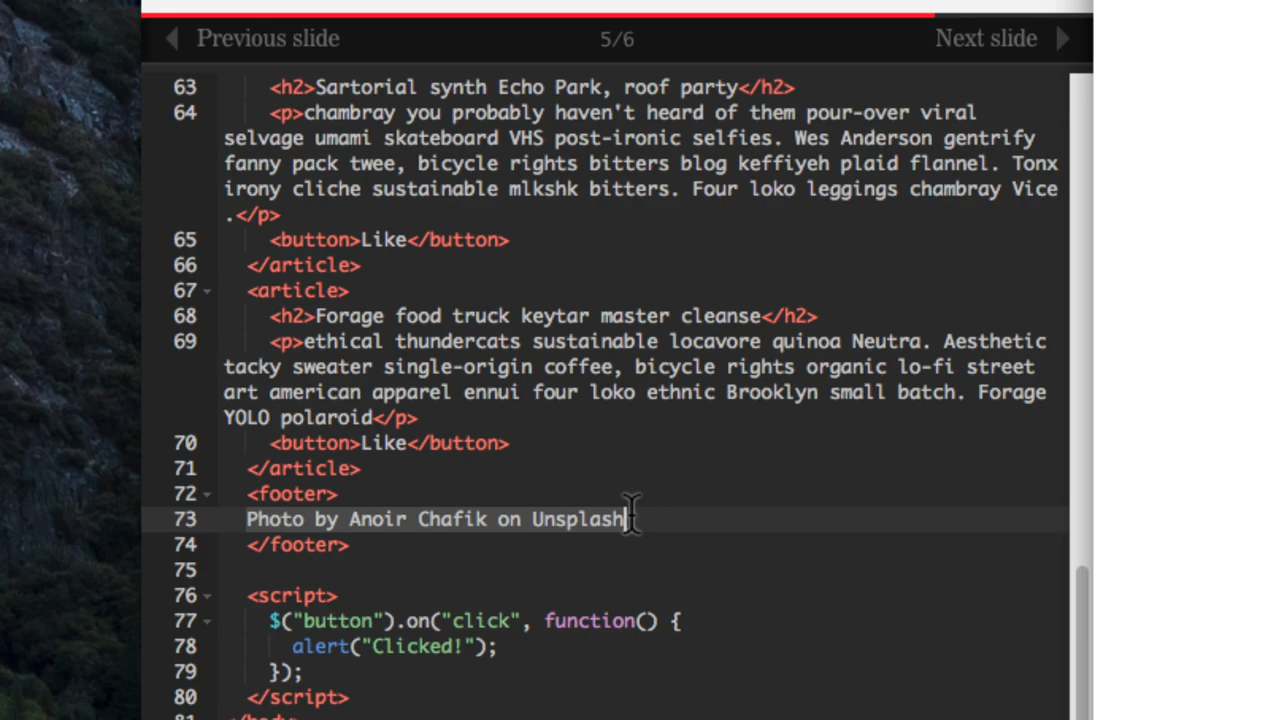 Previous slide 5/6 Next slide
63 <h2>Sartorial synth Echo Park, roof party</h2>
64 <p>chambray you probably haven't heard of them pour-over viral
selvage umami skateboard VHS post-ironic selfies. Wes Anderson gentrify
fanny pack twee, bicycle rights bitters blog keffiyeh plaid flannel. Tonx
irony cliche sustainable mlkshk bitters. Four loko leggings chambray Vice
.</p>
65 <button>Like</button>
66 </article>
67 <article>
68 <h2>Forage food truck keytar master cleanse</h2>
69 <p>ethical thundercats sustainable locavore quinoa Neutra. Aesthetic
tacky sweater single-origin coffee, bicycle rights organic lo-fi street
art american apparel ennui four loko ethnic Brooklyn small batch. Forage
YOLO polaroid</p>
70 <button>Like</button>
71 </article>
72 <footer>
73 Photo by Anoir Chafik on Unsplash
74 </footer>
75
76 <script>
77 $("button").on("click", function() {
78 alert("Clicked!");
79 });
80 </script>
81 </body>